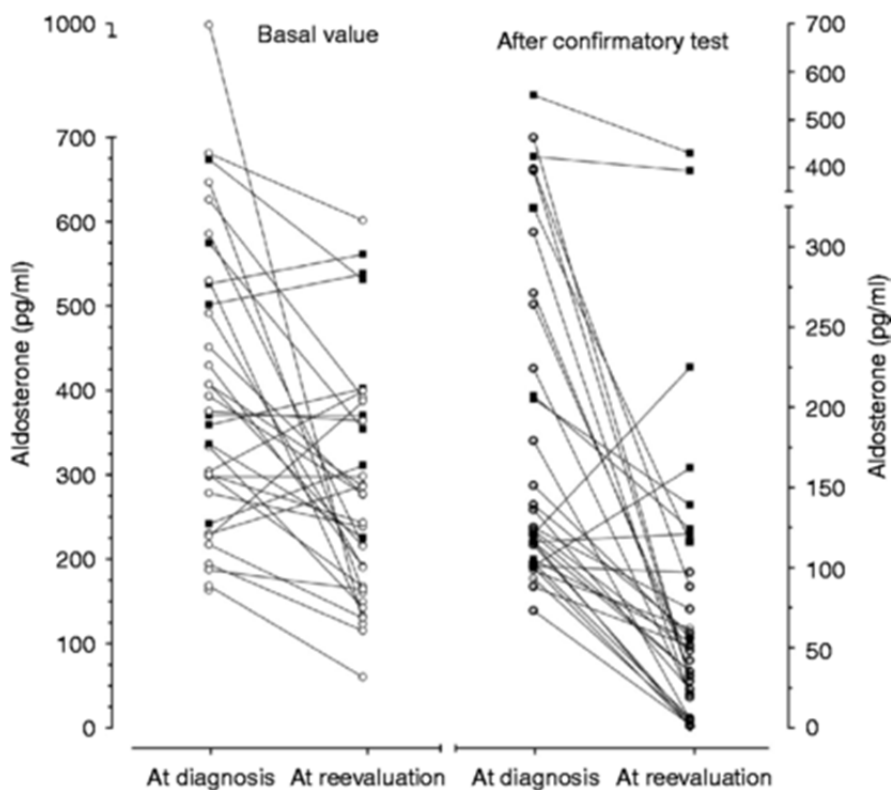 1000
Basal value
700
600
500
400
300
200
100
0
Aldosterone (pg/ml)
At diagnosis
At reevaluation
After confirmatory test
700
600
500
400
300
250
200
150
100
50
0
Aldosterone (pg/ml)
At diagnosis
At reevaluation